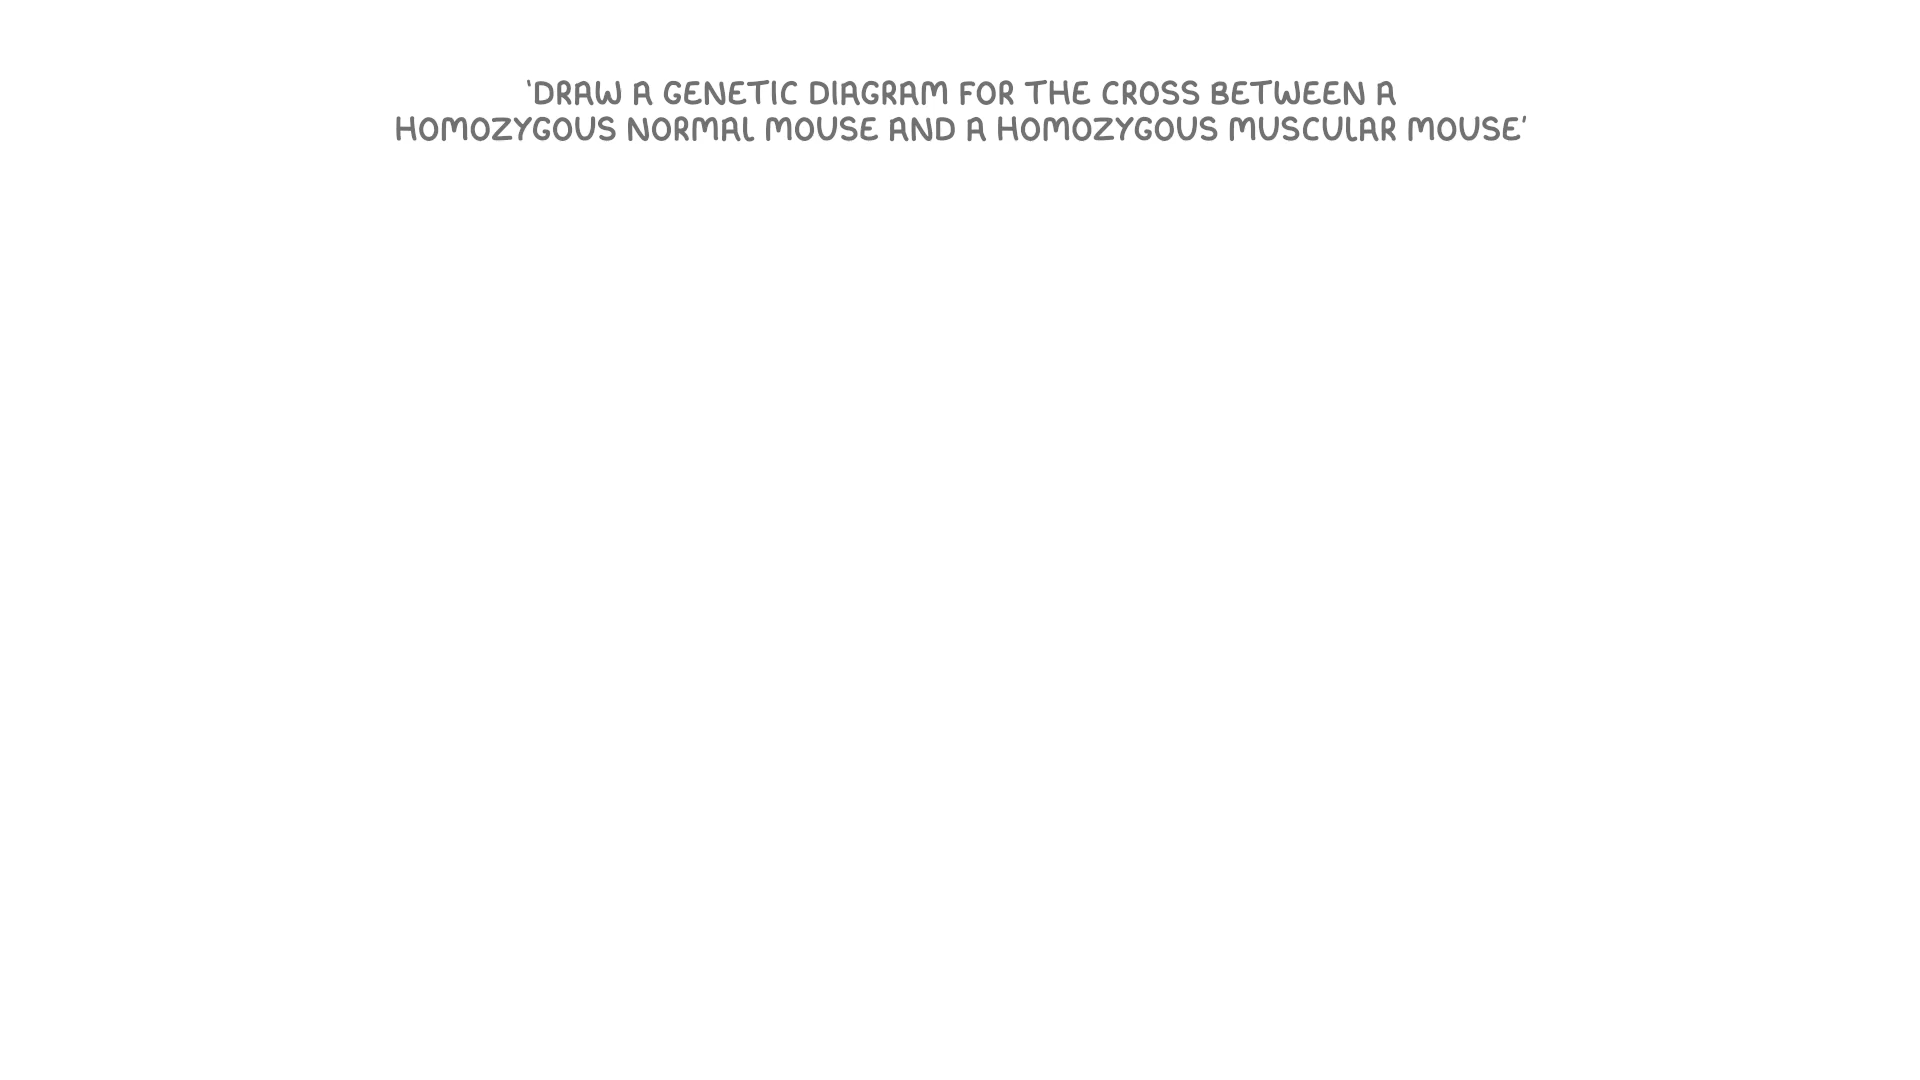 ‘DRAW A GENETIC DIAGRAM FOR THE CROSS BETWEEN A
HOMOZYGOUS NORMAL MOUSE AND A HOMOZYGOUS MUSCULAR MOUSE’